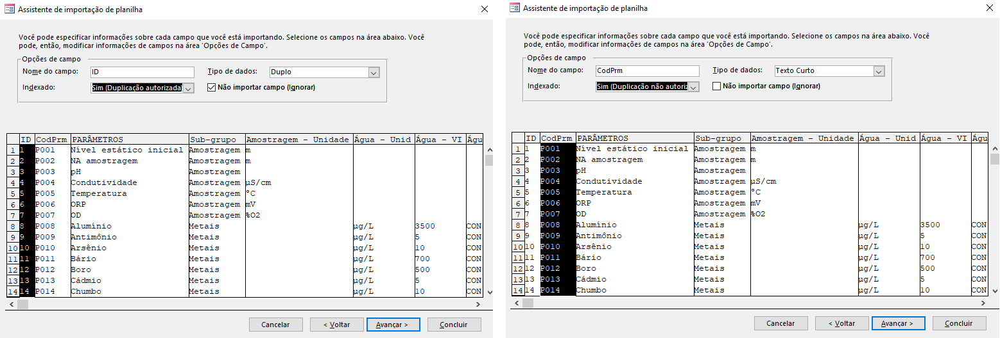 Assistente de importação de planilha
Você pode especificar informações sobre cada campo que você está importando. Selecione os campos na área abaixo. Você
pode, então, modificar informações de campos na área 'Opções de Campo'.
Opções de campo
Nome do campo: ID Tipo de dados: Duplo
Indexado: Sim (Duplicação autorizada) Não importar campo (Ignorar)
ID CodPrm PARÂMETROS Sub-grupo Amostragem - Unidade Água - Unid Água - VI Águ
1 1 P001 Nível estático inicial Amostragem m
2 2 P002 NA amostragem Amostragem m
3 3 P003 pH Amostragem
4 4 P004 Condutividade Amostragem µS/cm
5 5 P005 Temperatura Amostragem °C
6 6 P006 ORP Amostragem mV
7 7 P007 OD Amostragem %O2
8 8 P008 Alumínio Metais µg/L 3500 CON
9 9 P009 Antimônio Metais µg/L 5 CON
10 10 P010 Arsênio Metais µg/L 10 CON
11 11 P011 Bário Metais µg/L 700 CON
12 12 P012 Boro Metais µg/L 500 CON
13 13 P013 Cádmio Metais µg/L 5 CON
14 14 P014 Chumbo Metais µg/L 10 CON
Cancelar < Voltar Avançar > Concluir
Assistente de importação de planilha
Você pode especificar informações sobre cada campo que você está importando. Selecione os campos na área abaixo. Você
pode, então, modificar informações de campos na área 'Opções de Campo'.
Opções de campo
Nome do campo: CodPrm Tipo de dados: Texto Curto
Indexado: Sim (Duplicação não autoriz Não importar campo (Ignorar)
ID CodPrm PARÂMETROS Sub-grupo Amostragem - Unidade Água - Unid Água - VI Águ
1 1 P001 Nível estático inicial Amostragem m
2 2 P002 NA amostragem Amostragem m
3 3 P003 pH Amostragem
4 4 P004 Condutividade Amostragem µS/cm
5 5 P005 Temperatura Amostragem °C
6 6 P006 ORP Amostragem mV
7 7 P007 OD Amostragem %O2
8 8 P008 Alumínio Metais µg/L 3500 CON
9 9 P009 Antimônio Metais µg/L 5 CON
10 10 P010 Arsênio Metais µg/L 10 CON
11 11 P011 Bário Metais µg/L 700 CON
12 12 P012 Boro Metais µg/L 500 CON
13 13 P013 Cádmio Metais µg/L 5 CON
14 14 P014 Chumbo Metais µg/L 10 CON
Cancelar < Voltar Avançar > Concluir